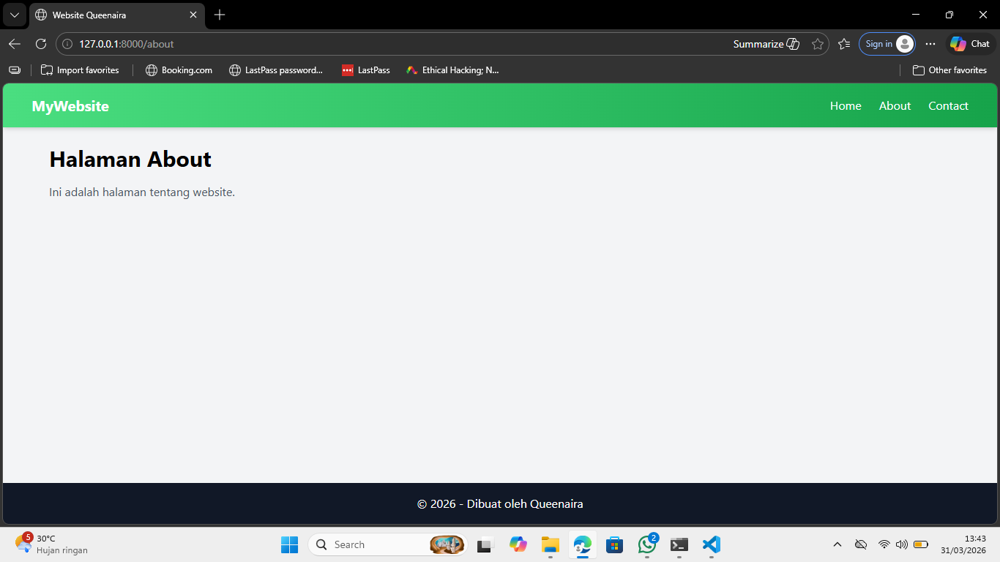 Website Queenaira
127.0.0.1:8000/about
Summarize
Sign in
Chat
Import favorites
Booking.com
LastPass password...
LastPass
Ethical Hacking; N...
Other favorites
MyWebsite
Home
About
Contact
Halaman About
Ini adalah halaman tentang website.
© 2026 - Dibuat oleh Queenaira
5
30°C
Hujan ringan
Search
2
13:43
31/03/2026